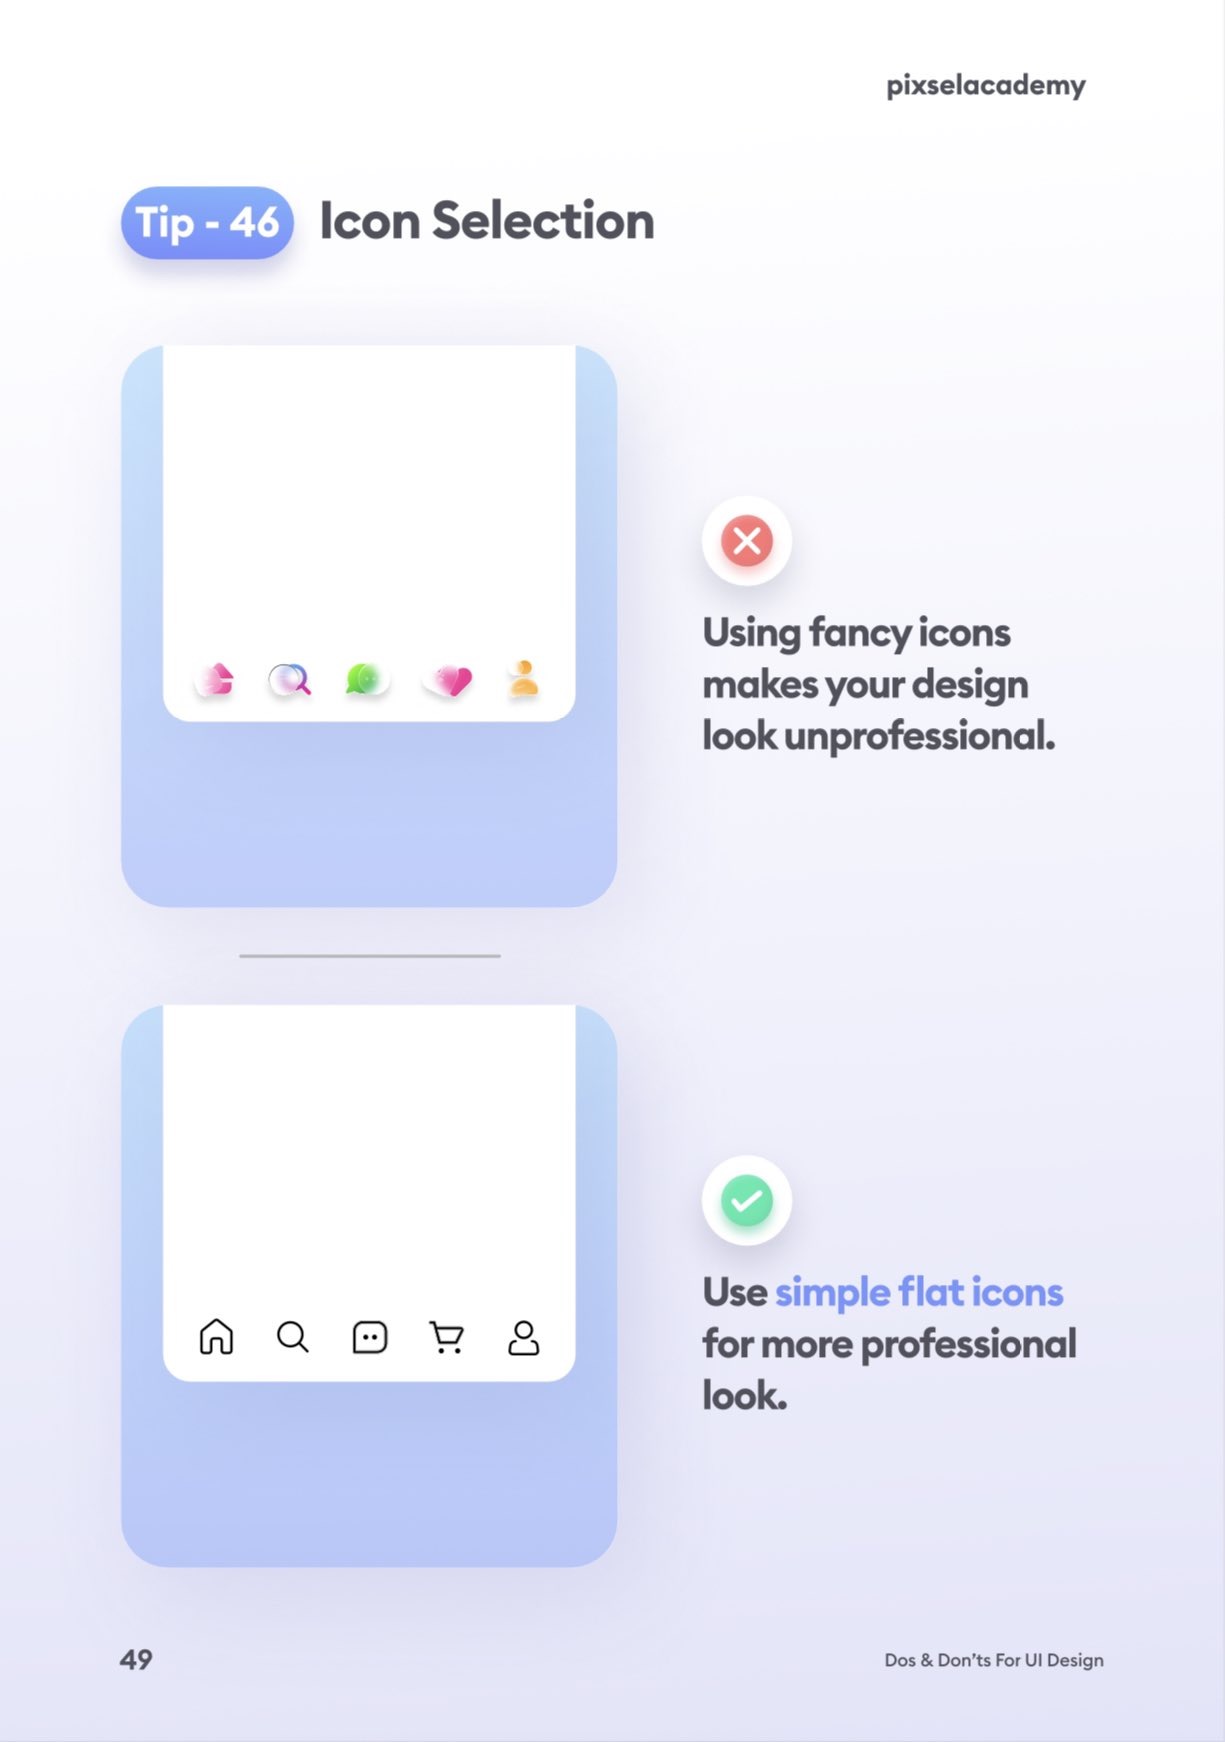 pixselacademy
Tip - 46 Icon Selection
Using fancy icons
makes your design
look unprofessional.
Use simple flat icons
for more professional
look.
49
Dos & Don’ts For UI Design